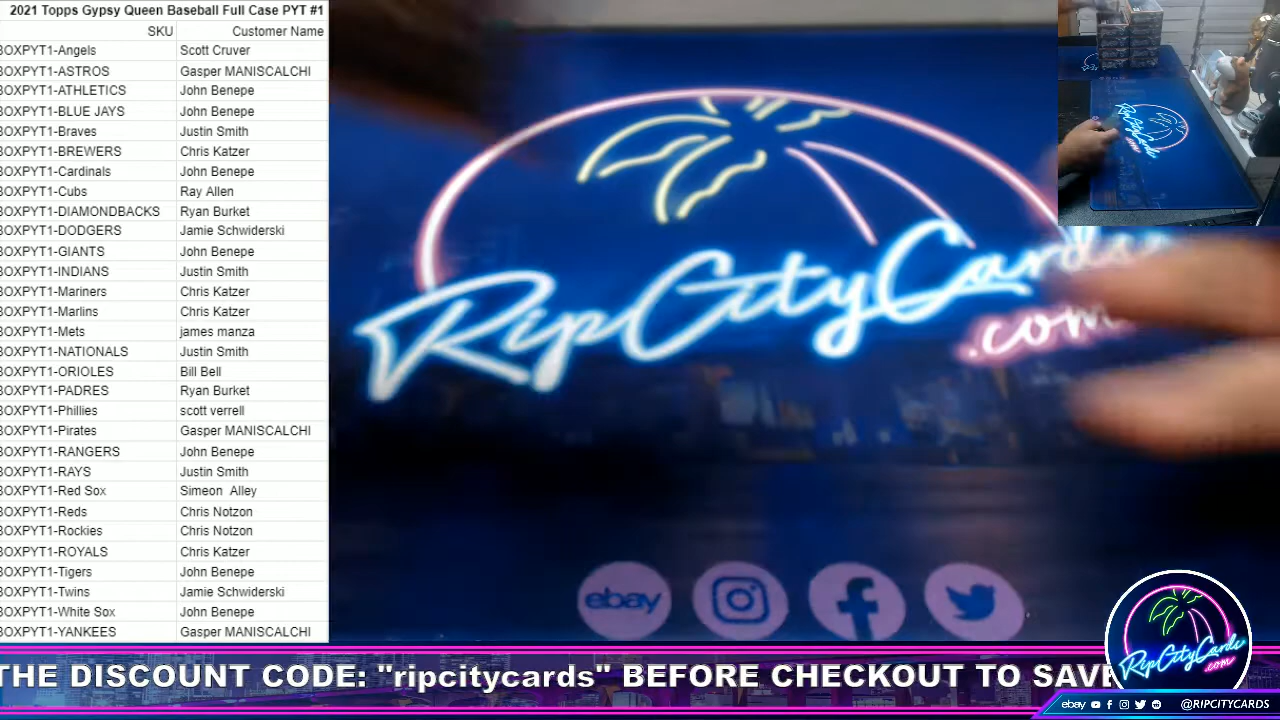 2021 Topps Gypsy Queen Baseball Full Case PYT #1
SKU Customer Name
BOXPYT1-Angels Scott Cruver
BOXPYT1-ASTROS Gasper MANISCALCHI
BOXPYT1-ATHLETICS John Benepe
BOXPYT1-BLUE JAYS John Benepe
BOXPYT1-Braves Justin Smith
BOXPYT1-BREWERS Chris Katzer
BOXPYT1-Cardinals John Benepe
BOXPYT1-Cubs Ray Allen
BOXPYT1-DIAMONDBACKS Ryan Burket
BOXPYT1-DODGERS Jamie Schwiderski
BOXPYT1-GIANTS John Benepe
BOXPYT1-INDIANS Justin Smith
BOXPYT1-Mariners Chris Katzer
BOXPYT1-Marlins Chris Katzer
BOXPYT1-Mets james manza
BOXPYT1-NATIONALS Justin Smith
BOXPYT1-ORIOLES Bill Bell
BOXPYT1-PADRES Ryan Burket
BOXPYT1-Phillies scott verrell
BOXPYT1-Pirates Gasper MANISCALCHI
BOXPYT1-RANGERS John Benepe
BOXPYT1-RAYS Justin Smith
BOXPYT1-Red Sox Simeon Alley
BOXPYT1-Reds Chris Notzon
BOXPYT1-Rockies Chris Notzon
BOXPYT1-ROYALS Chris Katzer
BOXPYT1-Tigers John Benepe
BOXPYT1-Twins Jamie Schwiderski
BOXPYT1-White Sox John Benepe
BOXPYT1-YANKEES Gasper MANISCALCHI
RipCityCards
.com
ebay
THE DISCOUNT CODE: "ripcitycards" BEFORE CHECKOUT TO SAVE
RipCityCards
.com
ebay @RIPCITYCARDS